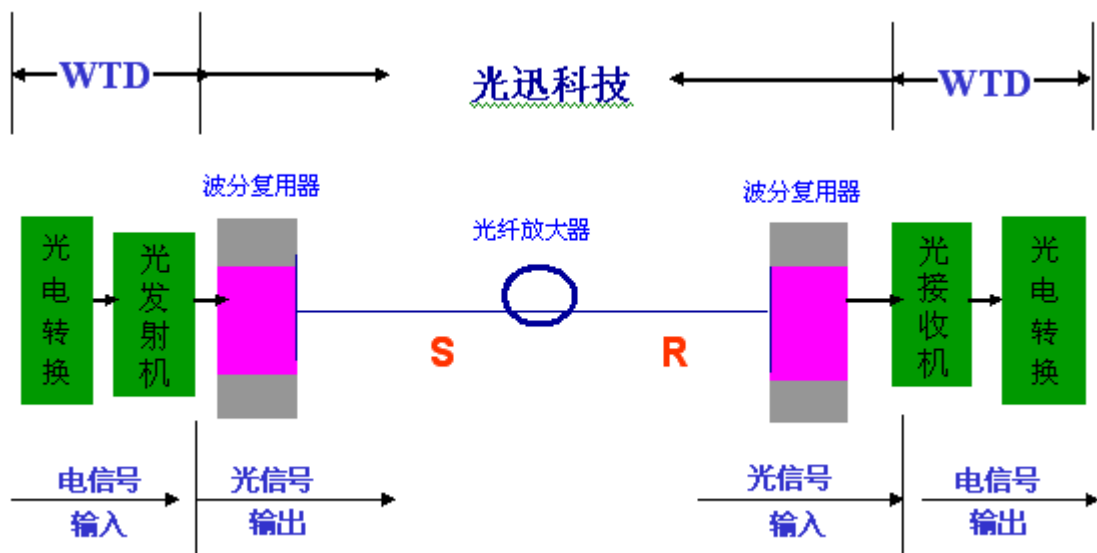 WTD
光迅科技
WTD
波分复用器
波分复用器
光纤放大器
光电转换
光发射机
光接收机
光电转换
S
R
电信号
输入
光信号
输出
光信号
输入
电信号
输出